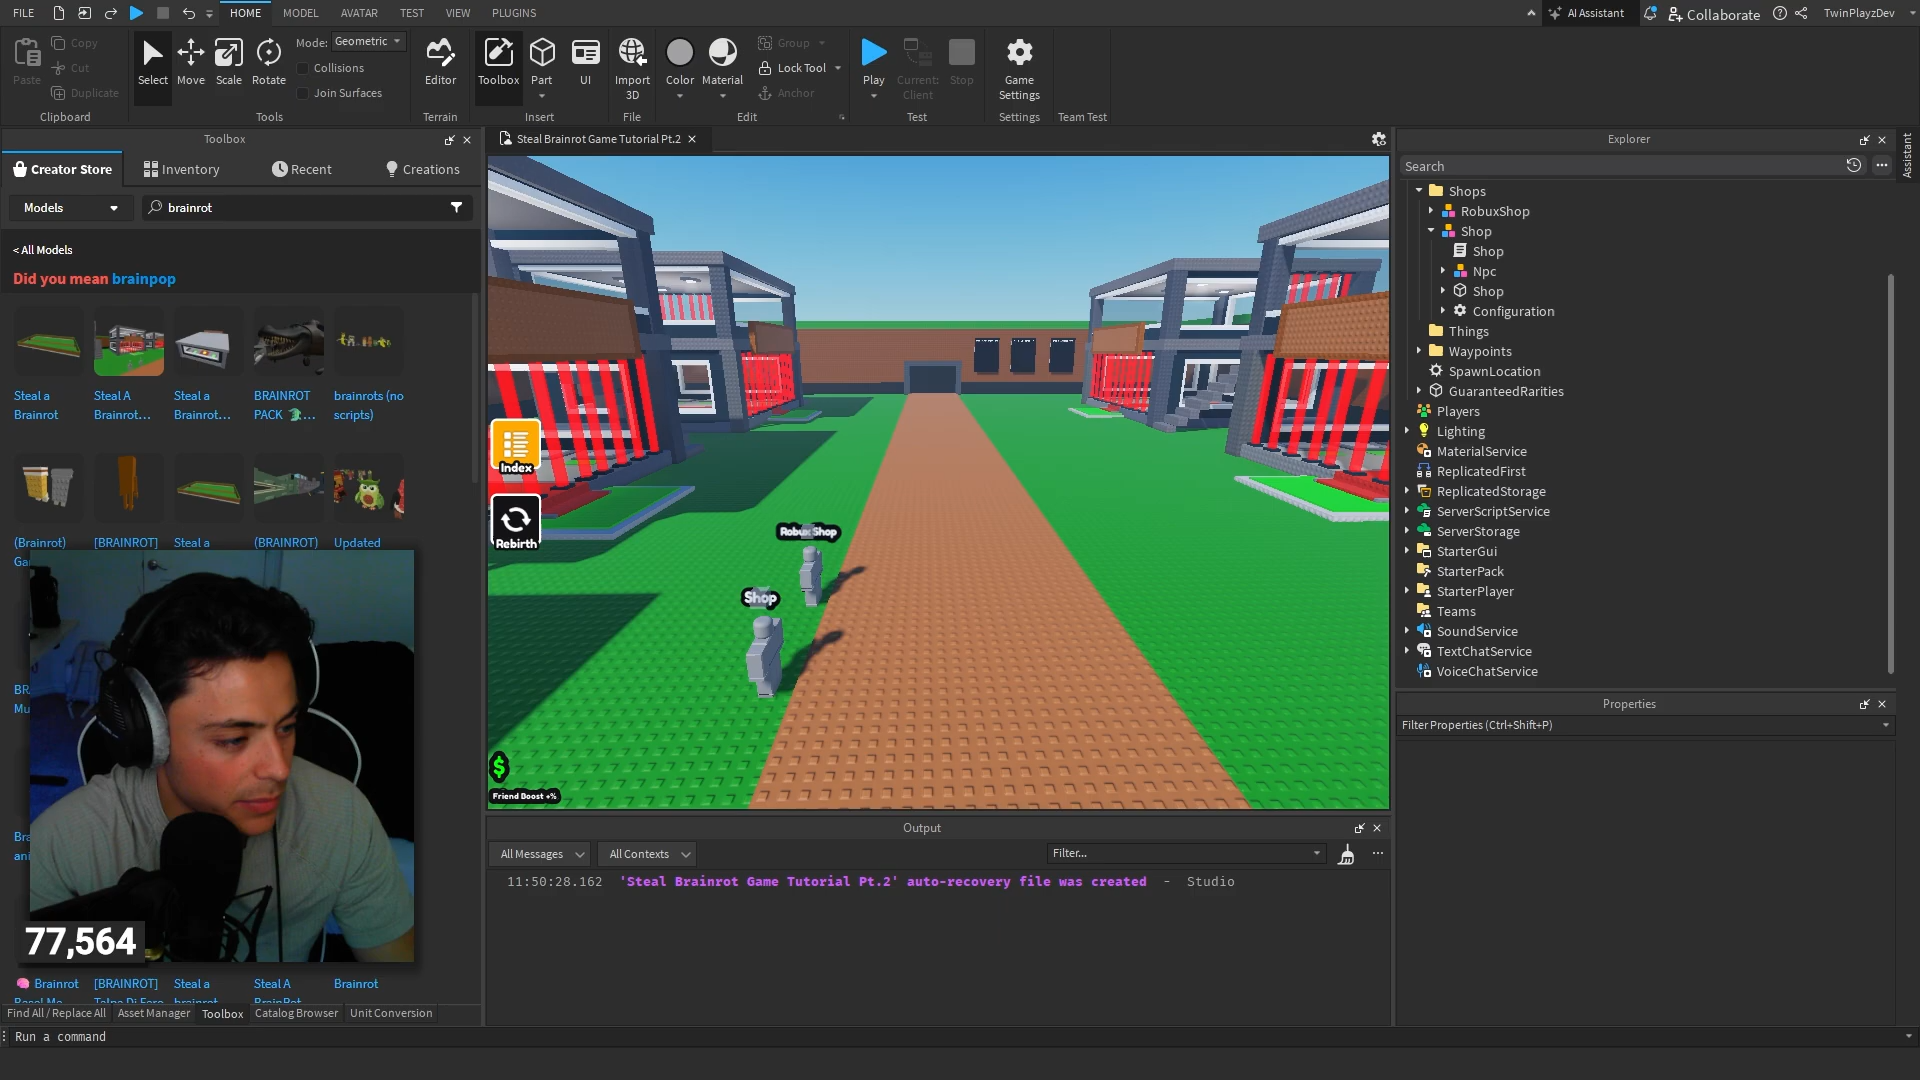 FILE
HOME
MODEL
AVATAR
TEST
VIEW
PLUGINS
AI Assistant
Collaborate
TwinPlayzDev
Paste
Copy
Cut
Duplicate
Clipboard
Select
Move
Scale
Rotate
Mode: Geometric
Collisions
Join Surfaces
Tools
Editor
Terrain
Toolbox
Part
UI
Insert
Import
3D
File
Color
Material
Group
Lock Tool
Anchor
Edit
Play
Current:
Client
Stop
Test
Game
Settings
Settings
Team Test
Toolbox
Creator Store
Inventory
Recent
Creations
Models
brainrot
< All Models
Did you mean brainpop
Steal a
Brainrot
Steal A
Brainrot...
Steal a
Brainrot...
BRAINROT
PACK
brainrots (no
scripts)
(Brainrot)
[BRAINROT]
Steal a
(BRAINROT)
Updated
77,564
Brainrot
[BRAINROT]
Steal a
Steal A
Brainrot
Find All / Replace All
Asset Manager
Toolbox
Catalog Browser
Unit Conversion
Run a command
Steal Brainrot Game Tutorial Pt.2
Index
Rebirth
Robux Shop
Shop
$
Friend Boost +%
Output
All Messages
All Contexts
Filter...
11:50:28.162 'Steal Brainrot Game Tutorial Pt.2' auto-recovery file was created - Studio
Explorer
Assistant
Search
Shops
RobuxShop
Shop
Shop
Npc
Shop
Configuration
Things
Waypoints
SpawnLocation
GuaranteedRarities
Players
Lighting
MaterialService
ReplicatedFirst
ReplicatedStorage
ServerScriptService
ServerStorage
StarterGui
StarterPack
StarterPlayer
Teams
SoundService
TextChatService
VoiceChatService
Properties
Filter Properties (Ctrl+Shift+P)